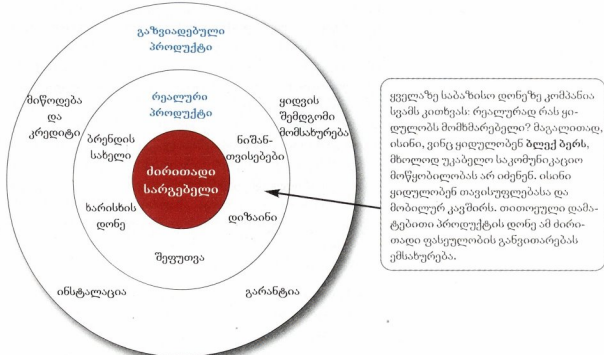 გაზვიადებული
პროდუქტი
მიწოდება
და
კრედიტი
რეალური
პროდუქტი
ყიდვის
შემდგომი
მომსახურება
ბრენდის
სახელი
ნიშან-
თვისებები
ძირითადი
სარგებელი
ხარისხის
დონე
დიზაინი
შეფუთვა
ინსტალაცია
გარანტია
ყველაზე საბაზისო დონეზე კომპანია
სვამს კითხვას: რეალურად რას ყი-
დულობს მომხმარებელი? მაგალითად,
ისინი, ვინც ყიდულობენ ბლექ ბერს,
მხოლოდ უკაბელო საკომუნიკაციო
მოწყობილობას არ იძენენ. ისინი
ყიდულობენ თავისუფლებასა და
მობილურ კავშირს. თითოეული დამა-
ტებითი პროდუქტის დონე ამ ძირი-
თადი ფასეულობის განვითარებას
ემსახურება.